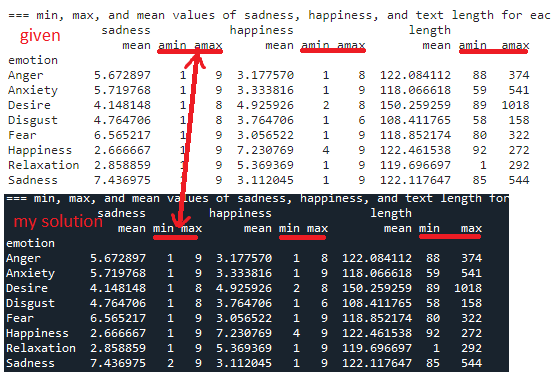 === min, max, and mean values of sadness, happiness, and text length for eac
given
sadness happiness length
mean amin amax mean amin amax mean amin amax
emotion
Anger 5.672897 1 9 3.177570 1 8 122.084112 88 374
Anxiety 5.719768 1 9 3.333816 1 9 118.066618 59 541
Desire 4.148148 1 8 4.925926 2 8 150.259259 89 1018
Disgust 4.764706 1 8 3.764706 1 6 108.411765 58 158
Fear 6.565217 1 9 3.056522 1 9 118.852174 80 322
Happiness 2.666667 1 9 7.230769 4 9 122.461538 92 272
Relaxation 2.858859 1 9 5.369369 1 9 119.696697 1 292
Sadness 7.436975 2 9 3.112045 1 9 122.117647 85 544
=== min, max, and mean values of sadness, happiness, and text length for
my solution
sadness happiness length
mean min max mean min max mean min max
emotion
Anger 5.672897 1 9 3.177570 1 8 122.084112 88 374
Anxiety 5.719768 1 9 3.333816 1 9 118.066618 59 541
Desire 4.148148 1 8 4.925926 2 8 150.259259 89 1018
Disgust 4.764706 1 8 3.764706 1 6 108.411765 58 158
Fear 6.565217 1 9 3.056522 1 9 118.852174 80 322
Happiness 2.666667 1 9 7.230769 4 9 122.461538 92 272
Relaxation 2.858859 1 9 5.369369 1 9 119.696697 1 292
Sadness 7.436975 2 9 3.112045 1 9 122.117647 85 544